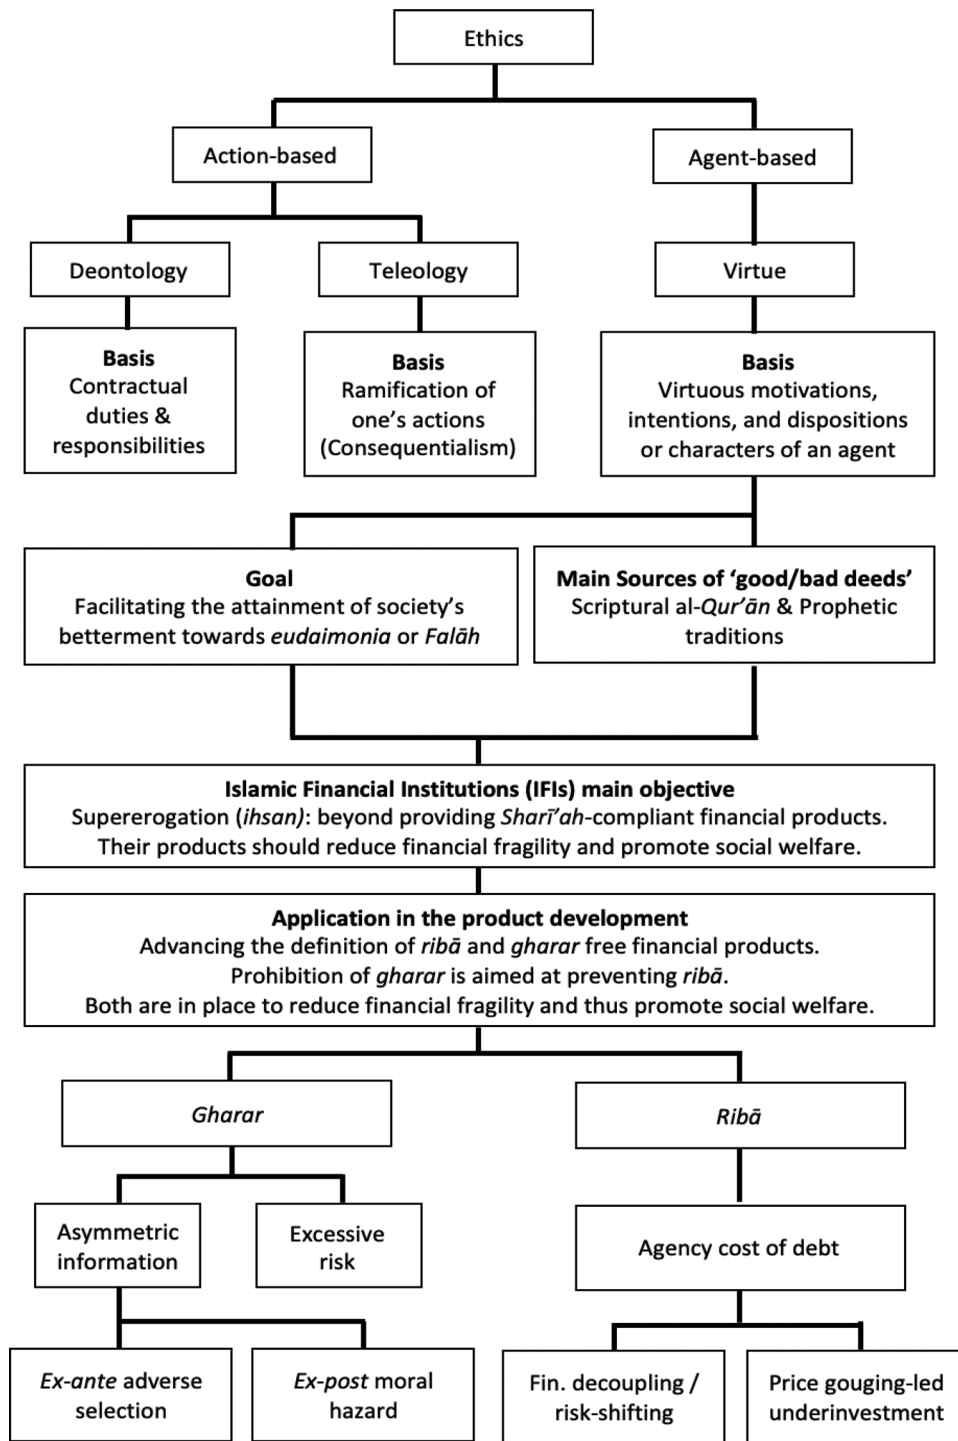 Ethics
Action-based
Agent-based
Deontology
Teleology
Virtue
Basis
Contractual
duties &
responsibilities
Basis
Ramification of
one’s actions
(Consequentialism)
Basis
Virtuous motivations,
intentions, and dispositions
or characters of an agent
Goal
Facilitating the attainment of society’s
betterment towards eudaimonia or Falāh
Main Sources of ‘good/bad deeds’
Scriptural al-Qur’ān & Prophetic
traditions
Islamic Financial Institutions (IFIs) main objective
Supererogation (ihsan): beyond providing Sharī’ah-compliant financial products.
Their products should reduce financial fragility and promote social welfare.
Application in the product development
Advancing the definition of ribā and gharar free financial products.
Prohibition of gharar is aimed at preventing ribā.
Both are in place to reduce financial fragility and thus promote social welfare.
Gharar
Ribā
Asymmetric
information
Excessive
risk
Agency cost of debt
Ex-ante adverse
selection
Ex-post moral
hazard
Fin. decoupling /
risk-shifting
Price gouging-led
underinvestment